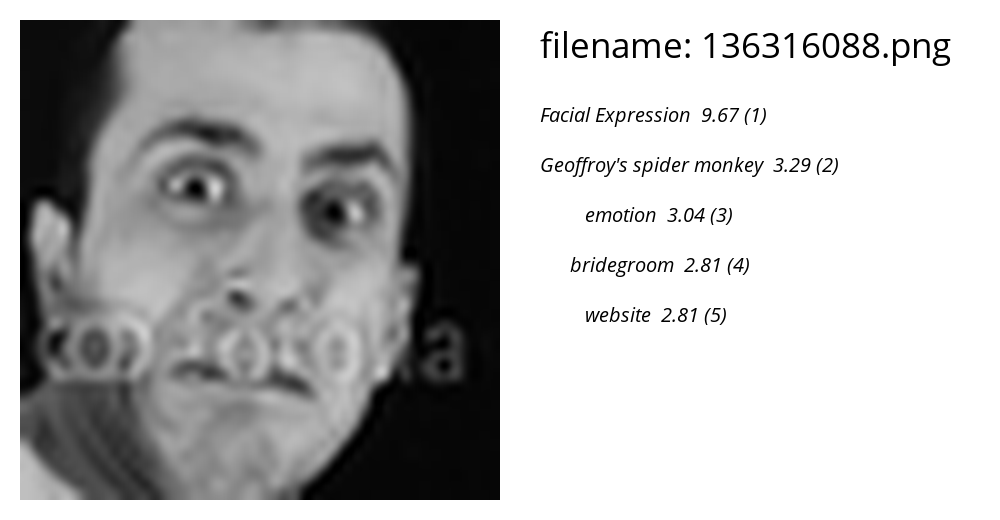 filename: 136316088.png
Facial Expression 9.67 (1)
Geoffroy's spider monkey 3.29 (2)
emotion 3.04 (3)
bridegroom 2.81 (4)
website 2.81 (5)